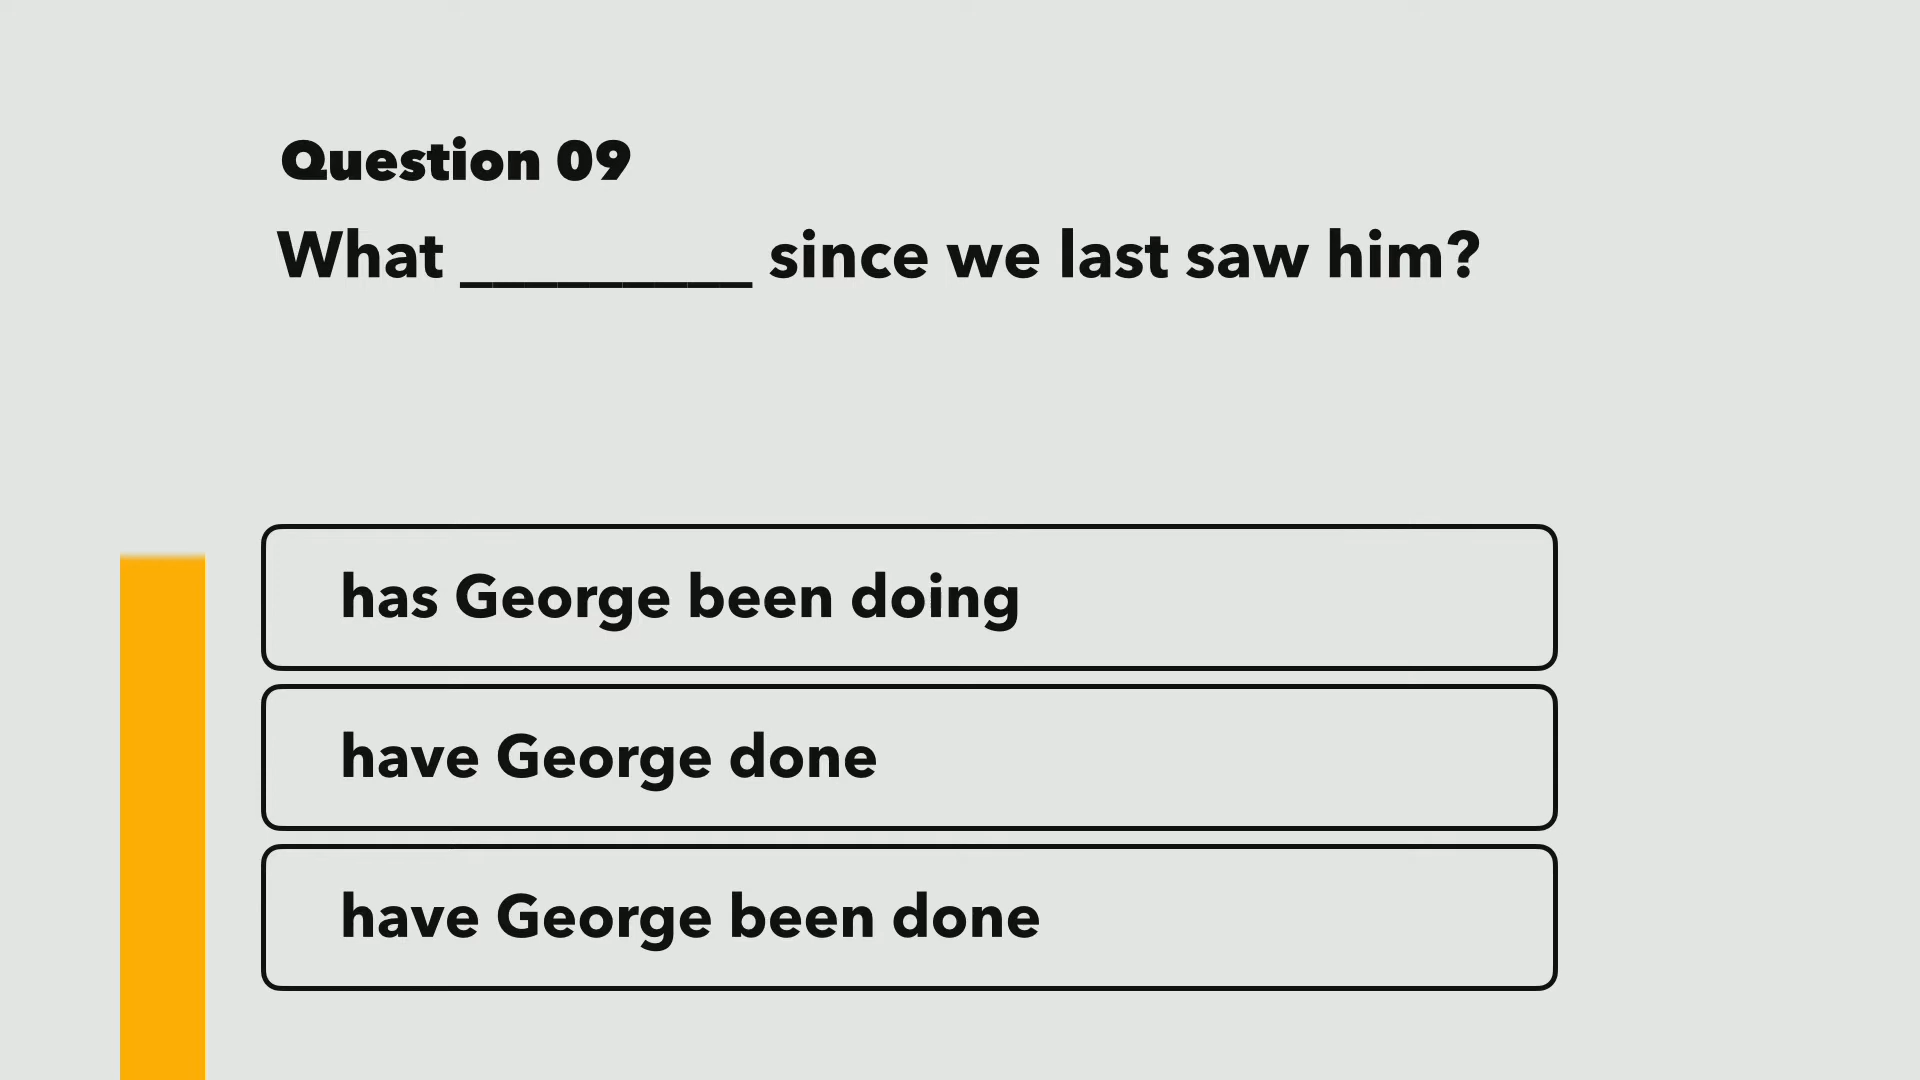 Question 09
What _________ since we last saw him?
has George been doing
have George done
have George been done